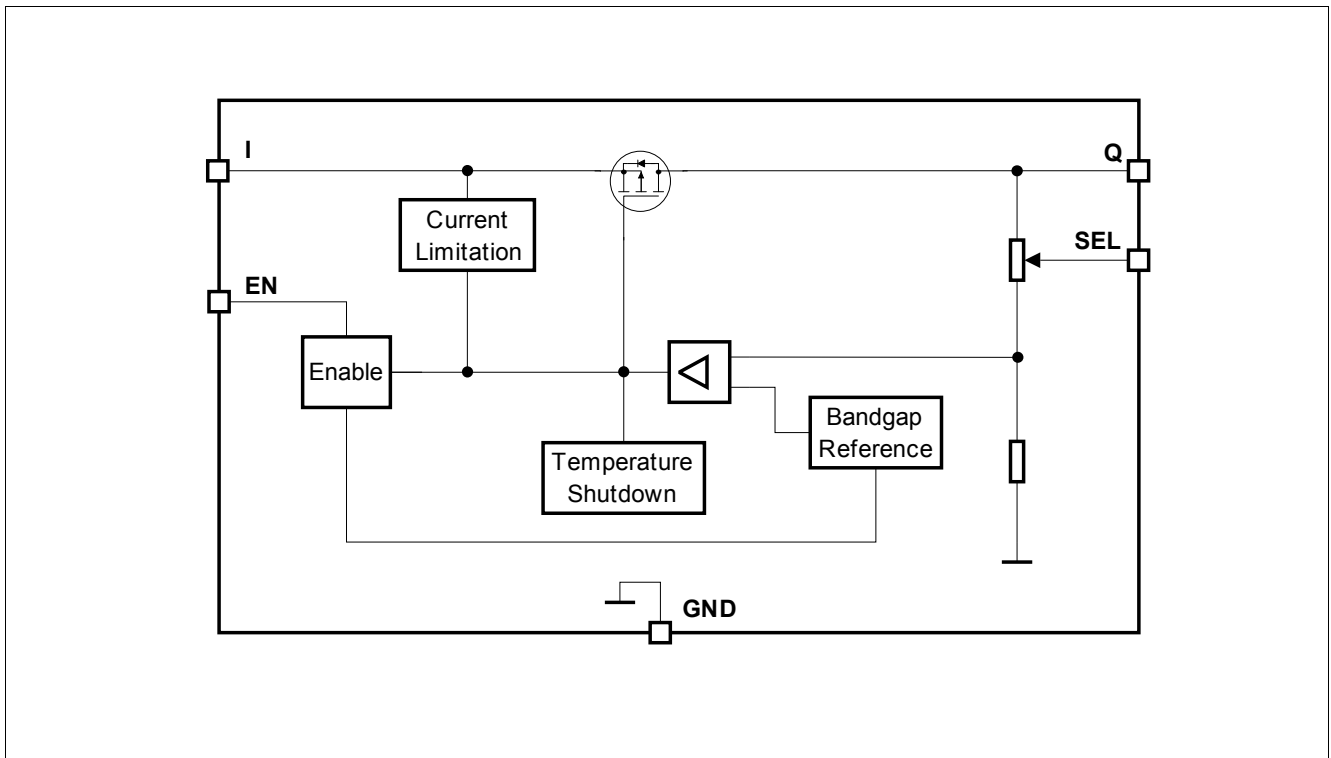 I
Q
Current
Limitation
SEL
EN
Enable
Bandgap
Reference
Temperature
Shutdown
GND